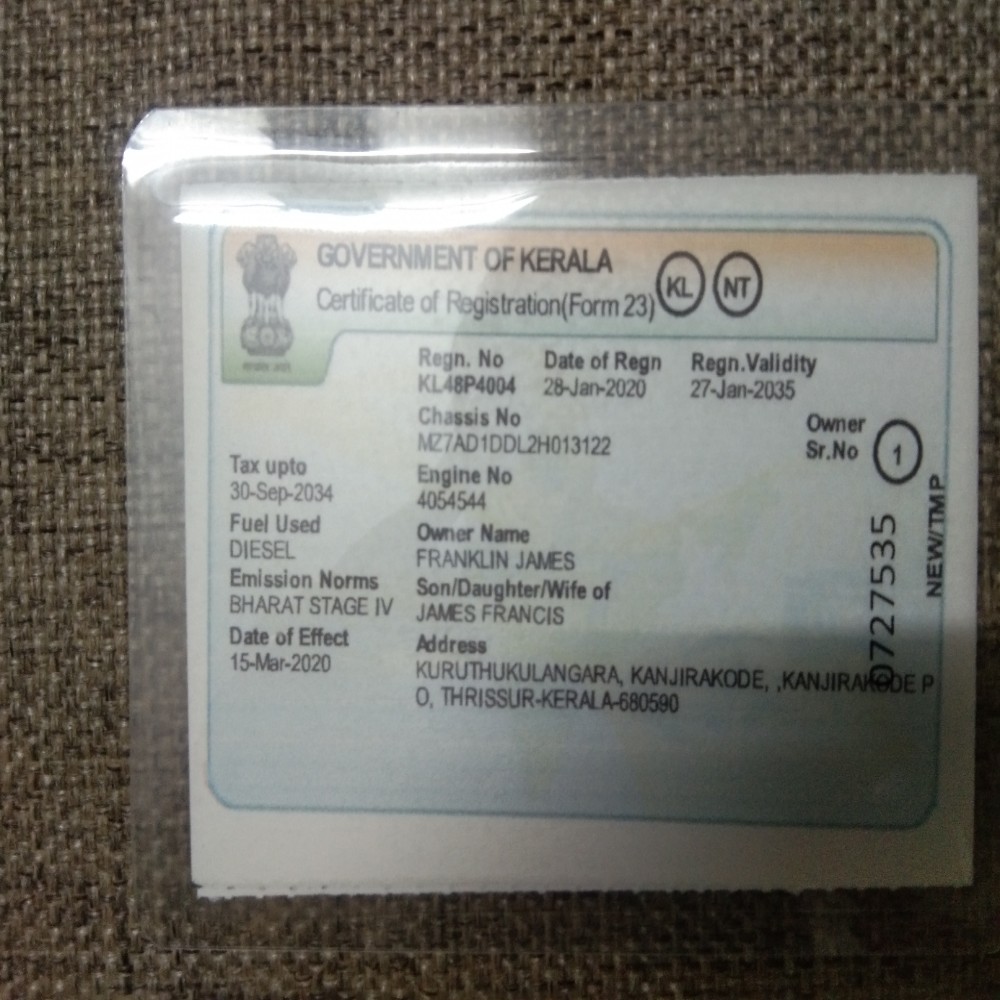 GOVERNMENT OF KERALA
Certificate of Registration(Form 23)
KL NT
Regn. No Date of Regn Regn.Validity
KL48P4004 28-Jan-2020 27-Jan-2035
Chassis No
MZ7AD1DDL2H013122
Owner
Sr.No 1
Tax upto
30-Sep-2034
Engine No
4054544
Fuel Used
DIESEL
Owner Name
FRANKLIN JAMES
Emission Norms
BHARAT STAGE IV
Son/Daughter/Wife of
JAMES FRANCIS
Date of Effect
15-Mar-2020
Address
KURUTHUKULANGARA, KANJIRAKODE, ,KANJIRAKODE P
O, THRISSUR-KERALA-680590
0727535
NEW/TMP